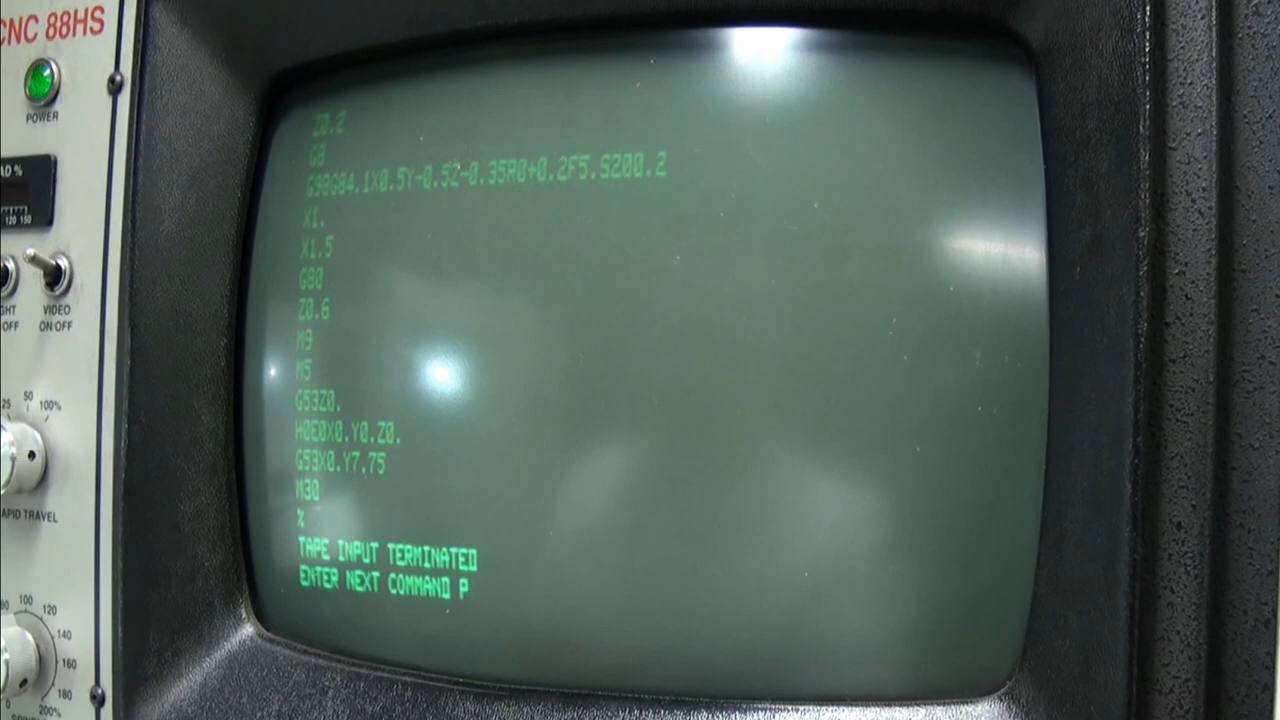 CNC 88HS
POWER
AD %
120 150
GHT
OFF
VIDEO
ON OFF
25 50 100%
APID TRAVEL
80 100 120
140
160
180
0 200%
Z0.2
G0
G98G84.1X0.5Y-0.5Z-0.35R0+0.2F5.S200.2
X1.
X1.5
G80
Z0.6
M9
M5
G53Z0.
H0E0X0.Y0.Z0.
G53X0.Y7.75
M30
%
TAPE INPUT TERMINATED
ENTER NEXT COMMAND P